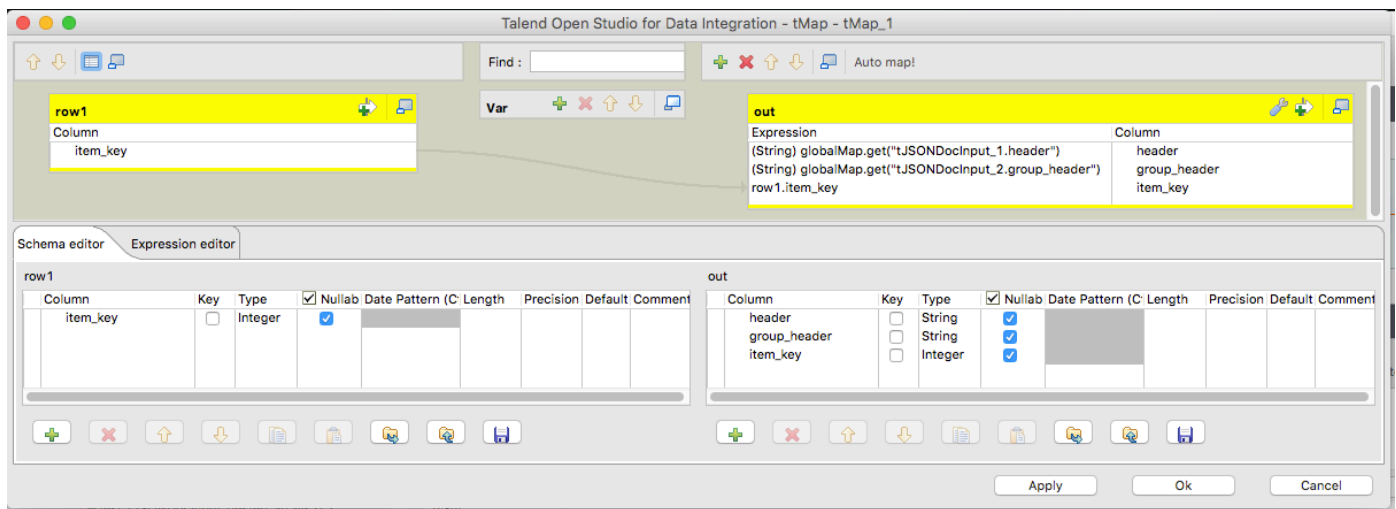 Talend Open Studio for Data Integration - tMap - tMap_1
Find :
Auto map!
row1
Column
item_key
Var
out
Expression Column
(String) globalMap.get("tJSONDocInput_1.header") header
(String) globalMap.get("tJSONDocInput_2.group_header") group_header
row1.item_key item_key
Schema editor Expression editor
row1
Column Key Type Nullab Date Pattern (C Length Precision Default Comment
item_key Integer
out
Column Key Type Nullab Date Pattern (C Length Precision Default Comment
header String
group_header String
item_key Integer
Apply Ok Cancel